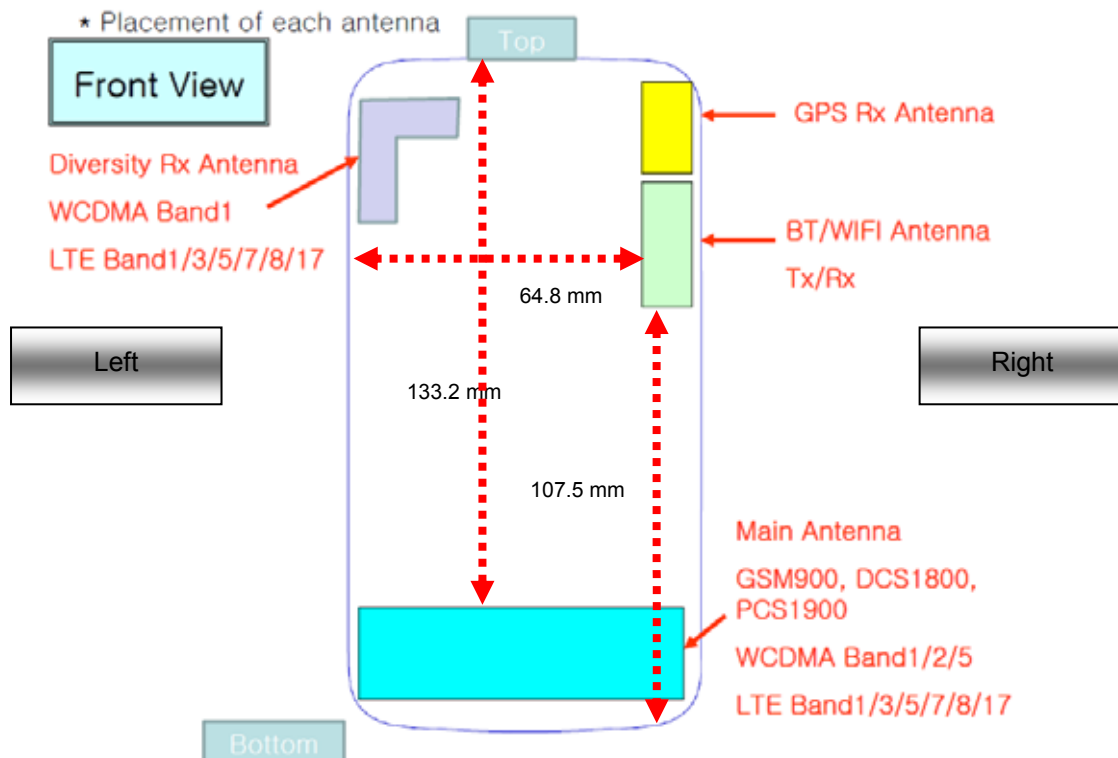 * Placement of each antenna
Top
Front View
GPS Rx Antenna
Diversity Rx Antenna
WCDMA Band1
LTE Band1/3/5/7/8/17
BT/WIFI Antenna
Tx/Rx
64.8 mm
Left
Right
133.2 mm
107.5 mm
Main Antenna
GSM900, DCS1800,
PCS1900
WCDMA Band1/2/5
LTE Band1/3/5/7/8/17
Bottom